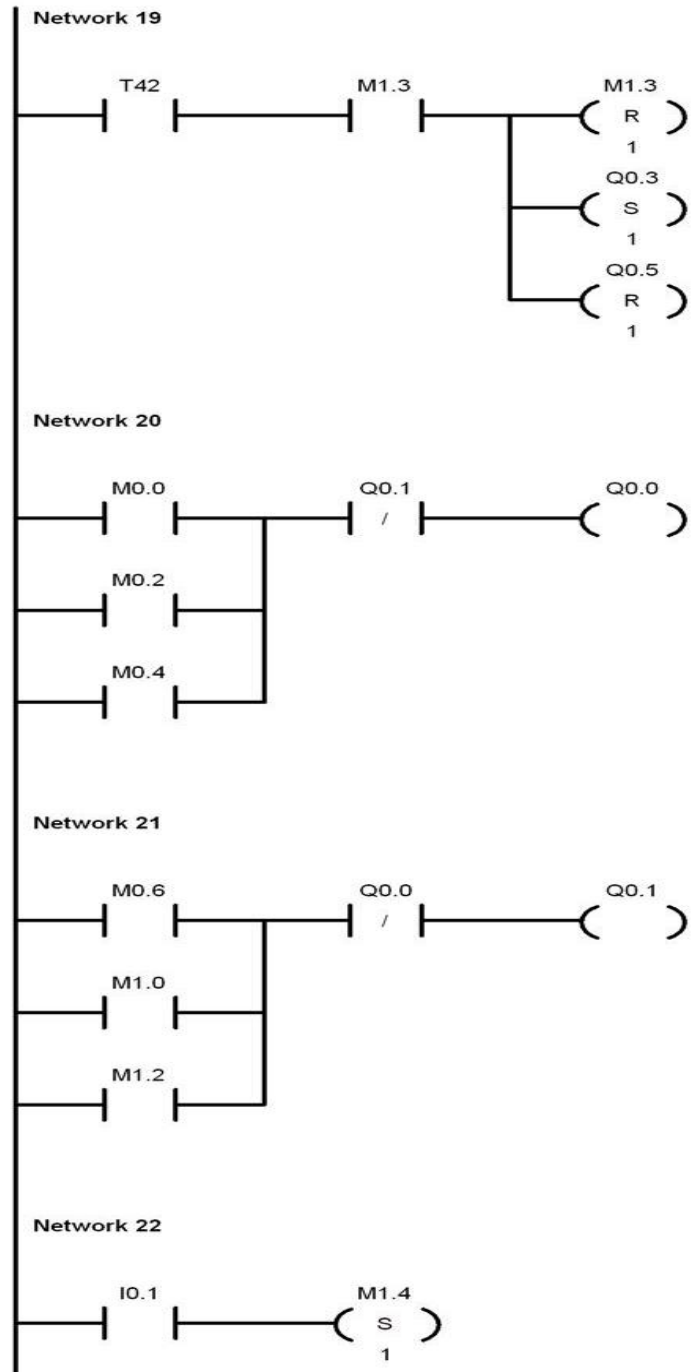 Network 19
T42 M1.3 M1.3
R
1
Q0.3
S
1
Q0.5
R
1
Network 20
M0.0 Q0.1 Q0.0
/
M0.2
M0.4
Network 21
M0.6 Q0.0 Q0.1
/
M1.0
M1.2
Network 22
I0.1 M1.4
S
1